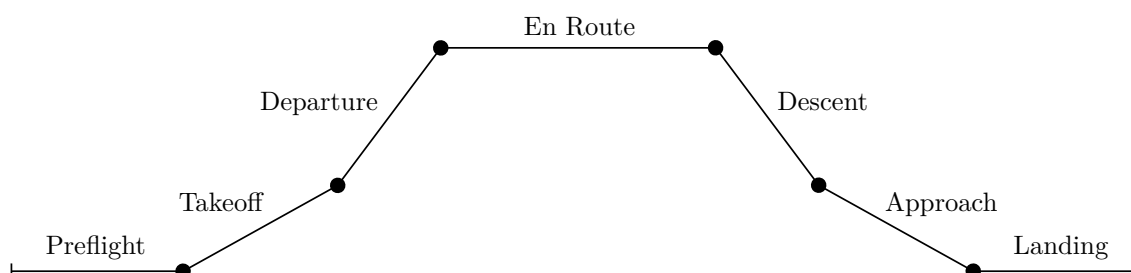 En Route
Departure
Descent
Takeoff
Approach
Preflight
Landing